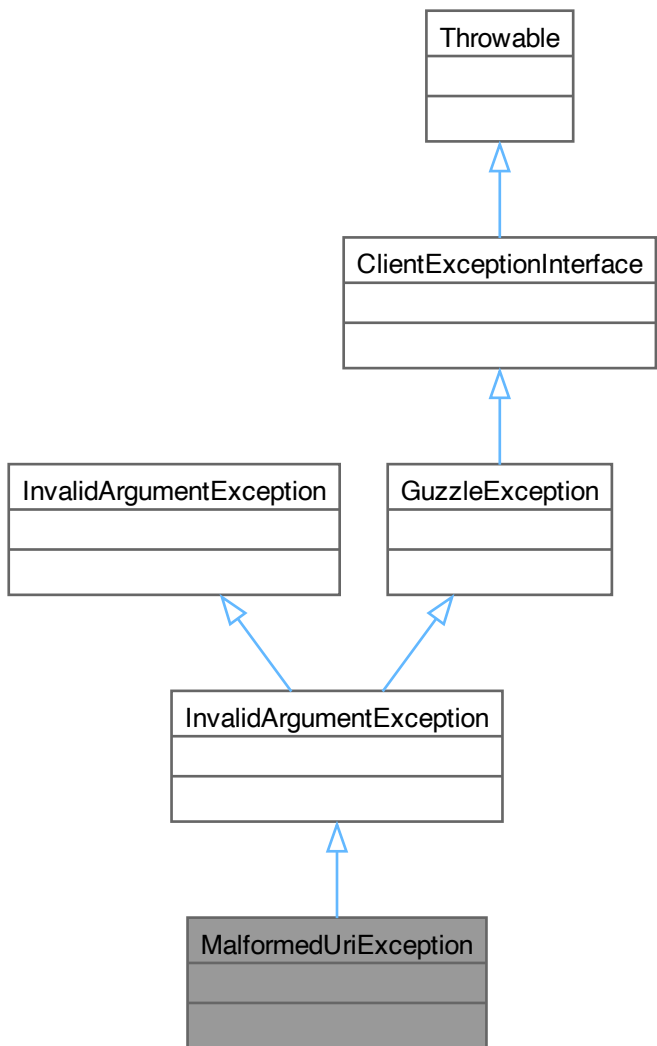 Throwable
ClientExceptionInterface
InvalidArgumentException
GuzzleException
InvalidArgumentException
MalformedUriException